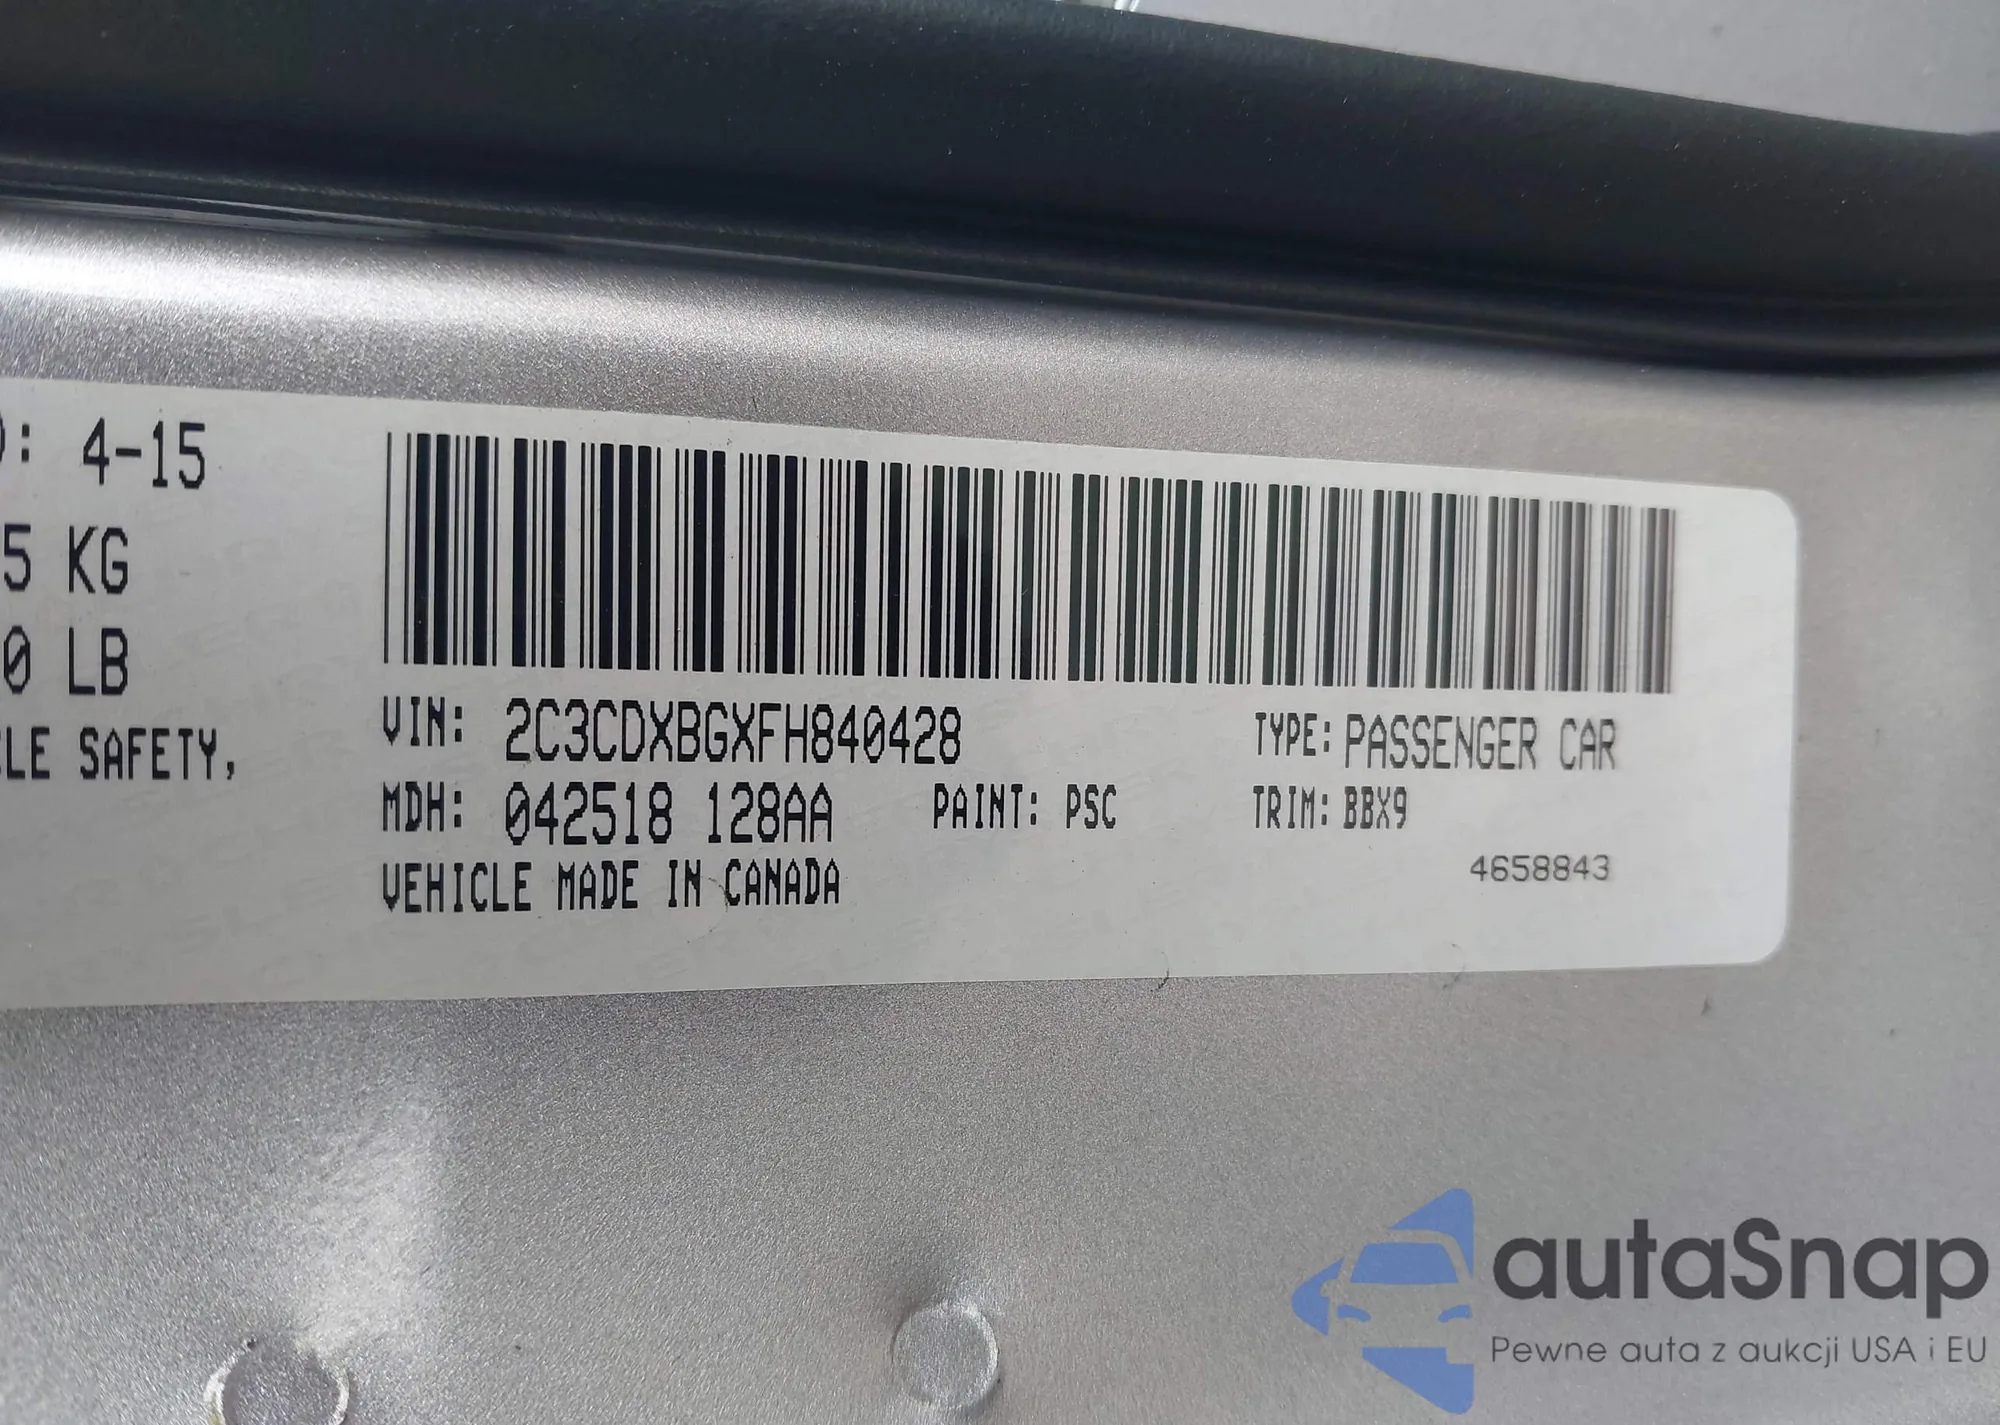 ): 4-15
5 KG
0 LB
LE SAFETY,
VIN: 2C3CDXBGXFH840428
TYPE: PASSENGER CAR
MDH: 042518 128AA
PAINT: PSC
TRIM: BBX9
VEHICLE MADE IN CANADA
4658843
autaSnap
Pewne auta z aukcji USA i EU